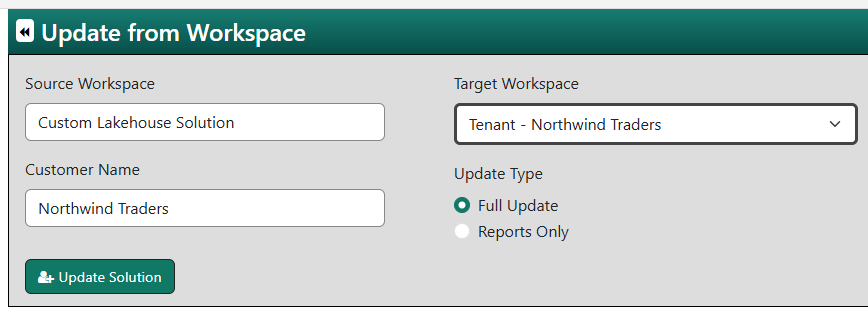 Update from Workspace
Source Workspace
Custom Lakehouse Solution
Target Workspace
Tenant - Northwind Traders
Customer Name
Northwind Traders
Update Type
Full Update
Reports Only
Update Solution